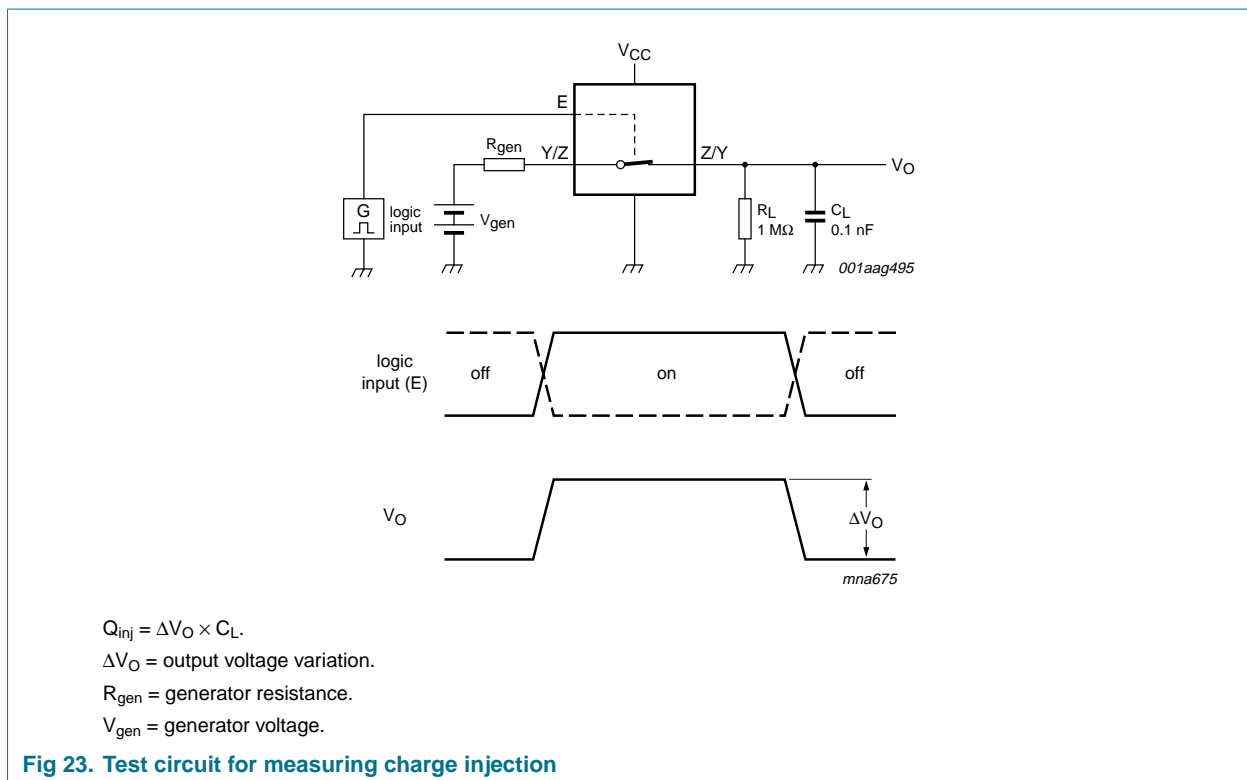 VCC
E
Rgen
Y/Z
Z/Y
VO
G
logic
input
Vgen
RL
1 MΩ
CL
0.1 nF
001aag495
logic
input (E)
off
on
off
VO
ΔVO
mna675
Qinj = ΔVO × CL.
ΔVO = output voltage variation.
Rgen = generator resistance.
Vgen = generator voltage.
Fig 23. Test circuit for measuring charge injection